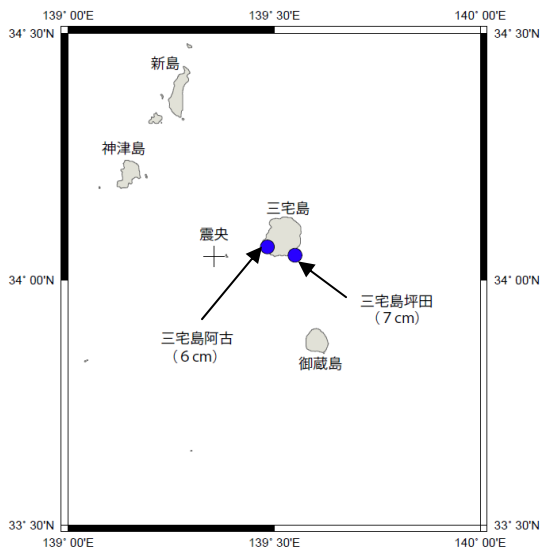 139° 00'E
139° 30'E
140° 00'E
34° 30'N
34° 30'N
新島
神津島
三宅島
震央
34° 00'N
34° 00'N
三宅島坪田
（7 cm）
三宅島阿古
（6 cm）
御蔵島
33° 30'N
33° 30'N
139° 00'E
139° 30'E
140° 00'E